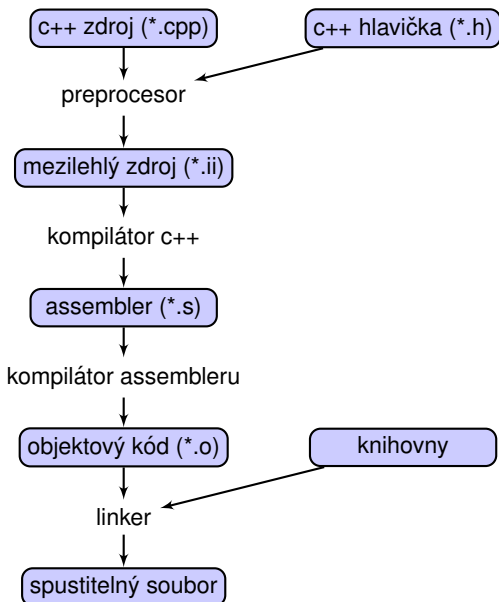 c++ zdroj (*.cpp)
c++ hlavička (*.h)
preprocesor
mezilehlý zdroj (*.ii)
kompilátor c++
assembler (*.s)
kompilátor assembleru
objektový kód (*.o)
knihovny
linker
spustitelný soubor